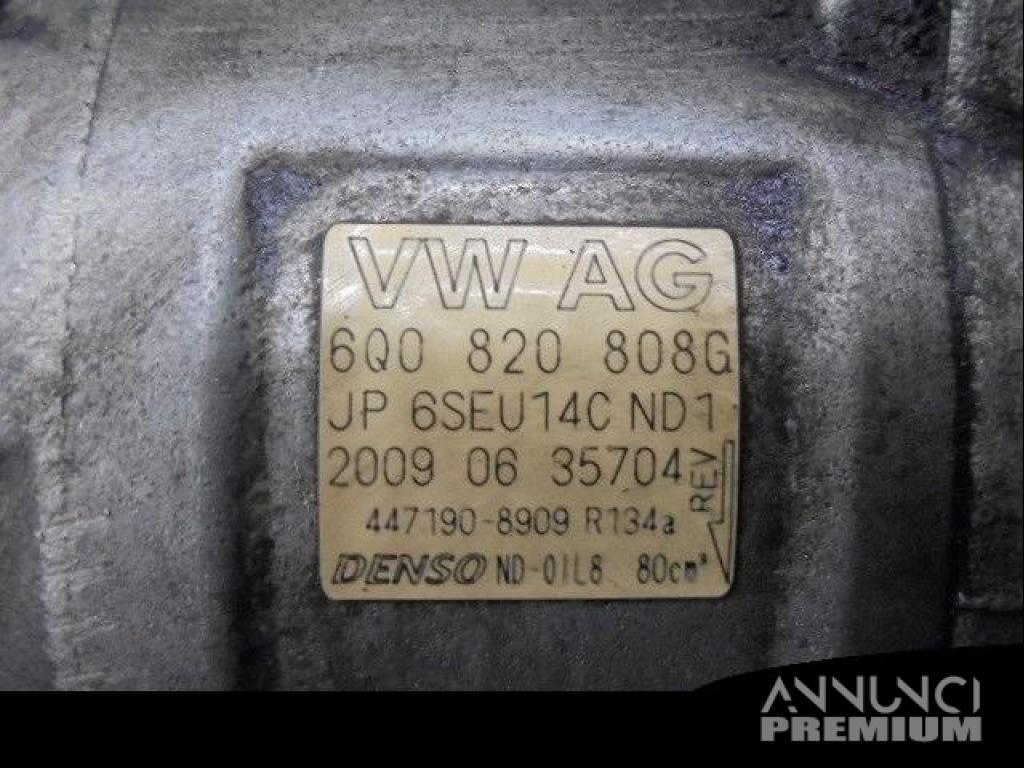 VW AG
6Q0 820 808G
JP 6SEU14C ND1
2009 06 35704
REV
447190-8909 R134a
DENSO ND-OIL8 80cm³
ANNUNCI
PREMIUM